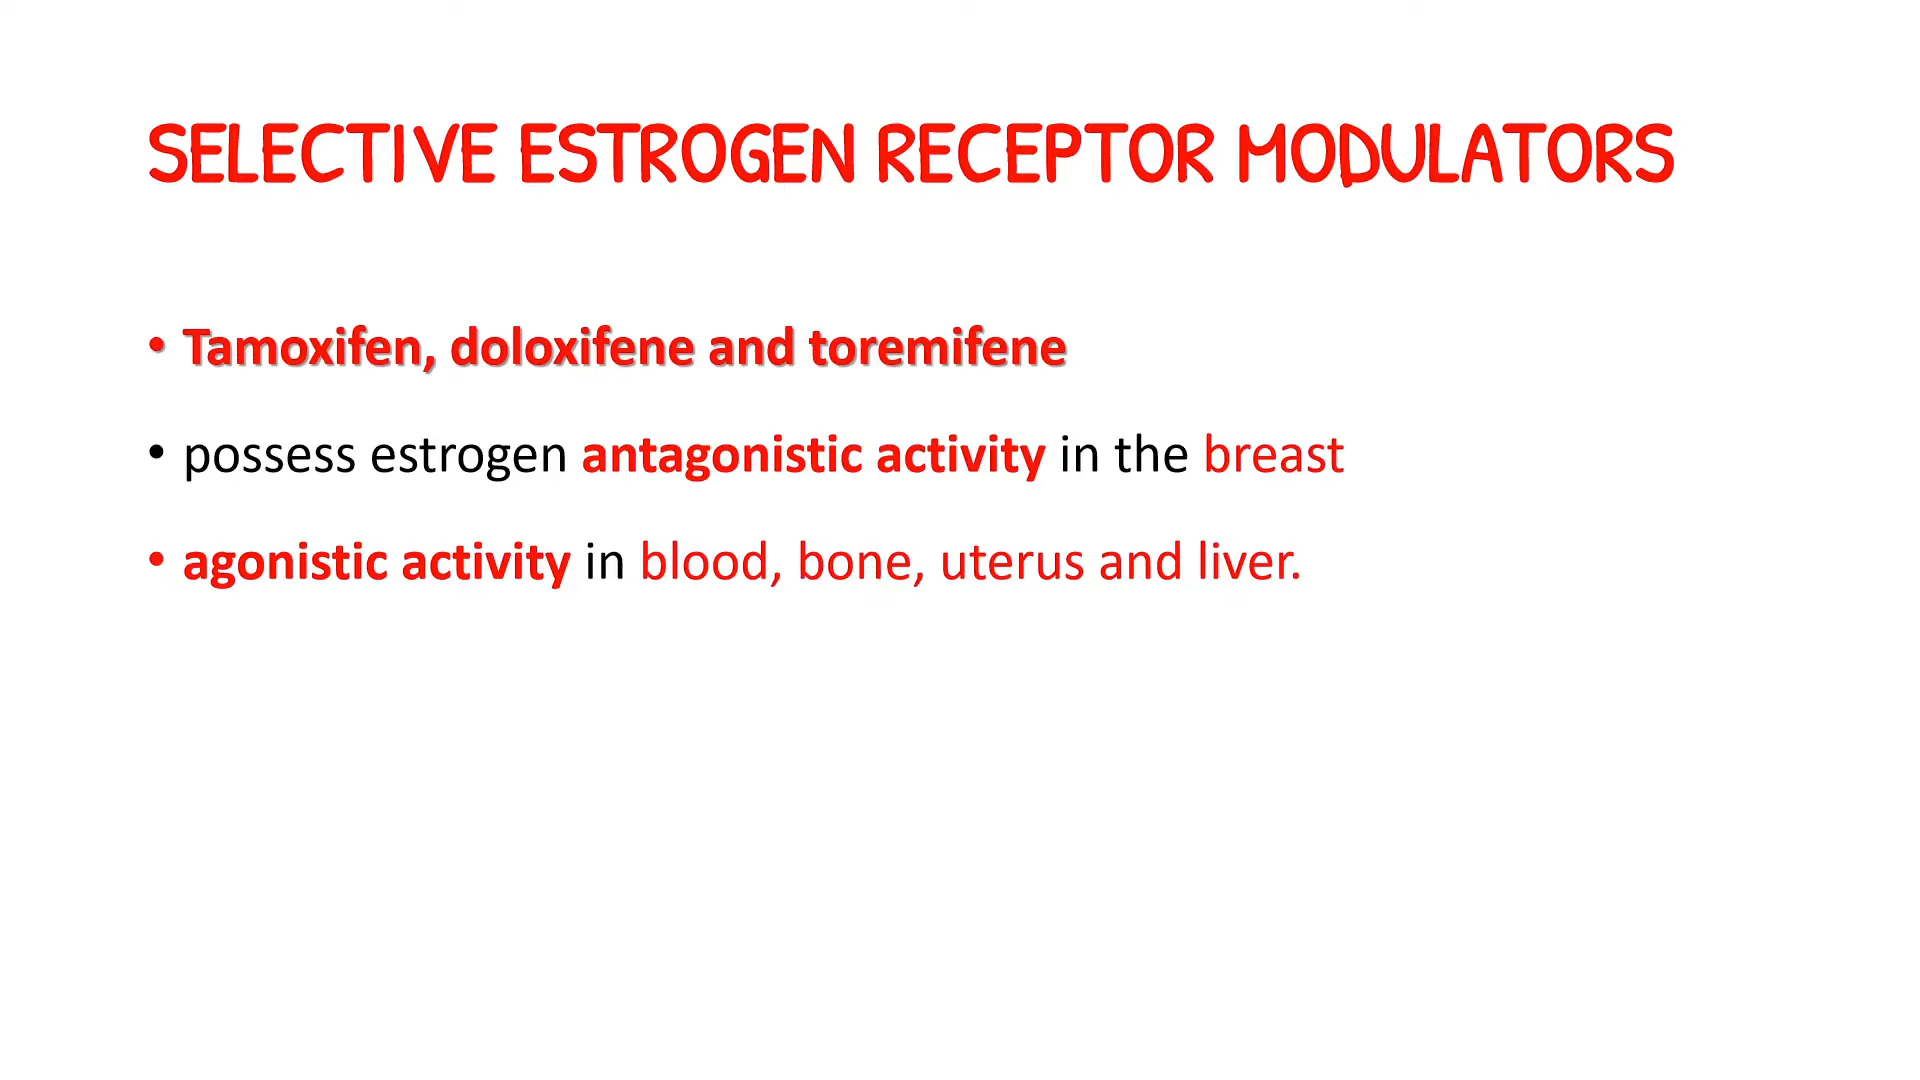 SELECTIVE ESTROGEN RECEPTOR MODULATORS
• Tamoxifen, doloxifene and toremifene
• possess estrogen antagonistic activity in the breast
• agonistic activity in blood, bone, uterus and liver.